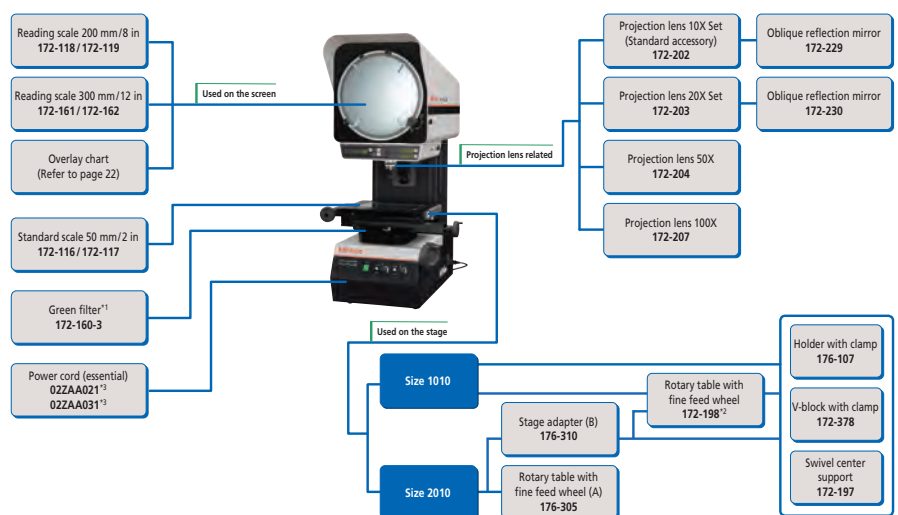 Reading scale 200 mm/8 in
172-118 / 172-119
Reading scale 300 mm/12 in
172-161 / 172-162
Overlay chart
(Refer to page 22)
Used on the screen
Standard scale 50 mm/2 in
172-116 / 172-117
Green filter*1
172-160-3
Power cord (essential)
02ZAA021*3
02ZAA031*3
Projection lens related
Projection lens 10X Set
(Standard accessory)
172-202
Oblique reflection mirror
172-229
Projection lens 20X Set
172-203
Oblique reflection mirror
172-230
Projection lens 50X
172-204
Projection lens 100X
172-207
Used on the stage
Size 1010
Size 2010
Stage adapter (B)
176-310
Rotary table with
fine feed wheel (A)
176-305
Rotary table with
fine feed wheel
172-198*2
Holder with clamp
176-107
V-block with clamp
172-378
Swivel center
support
172-197
Mitutoyo